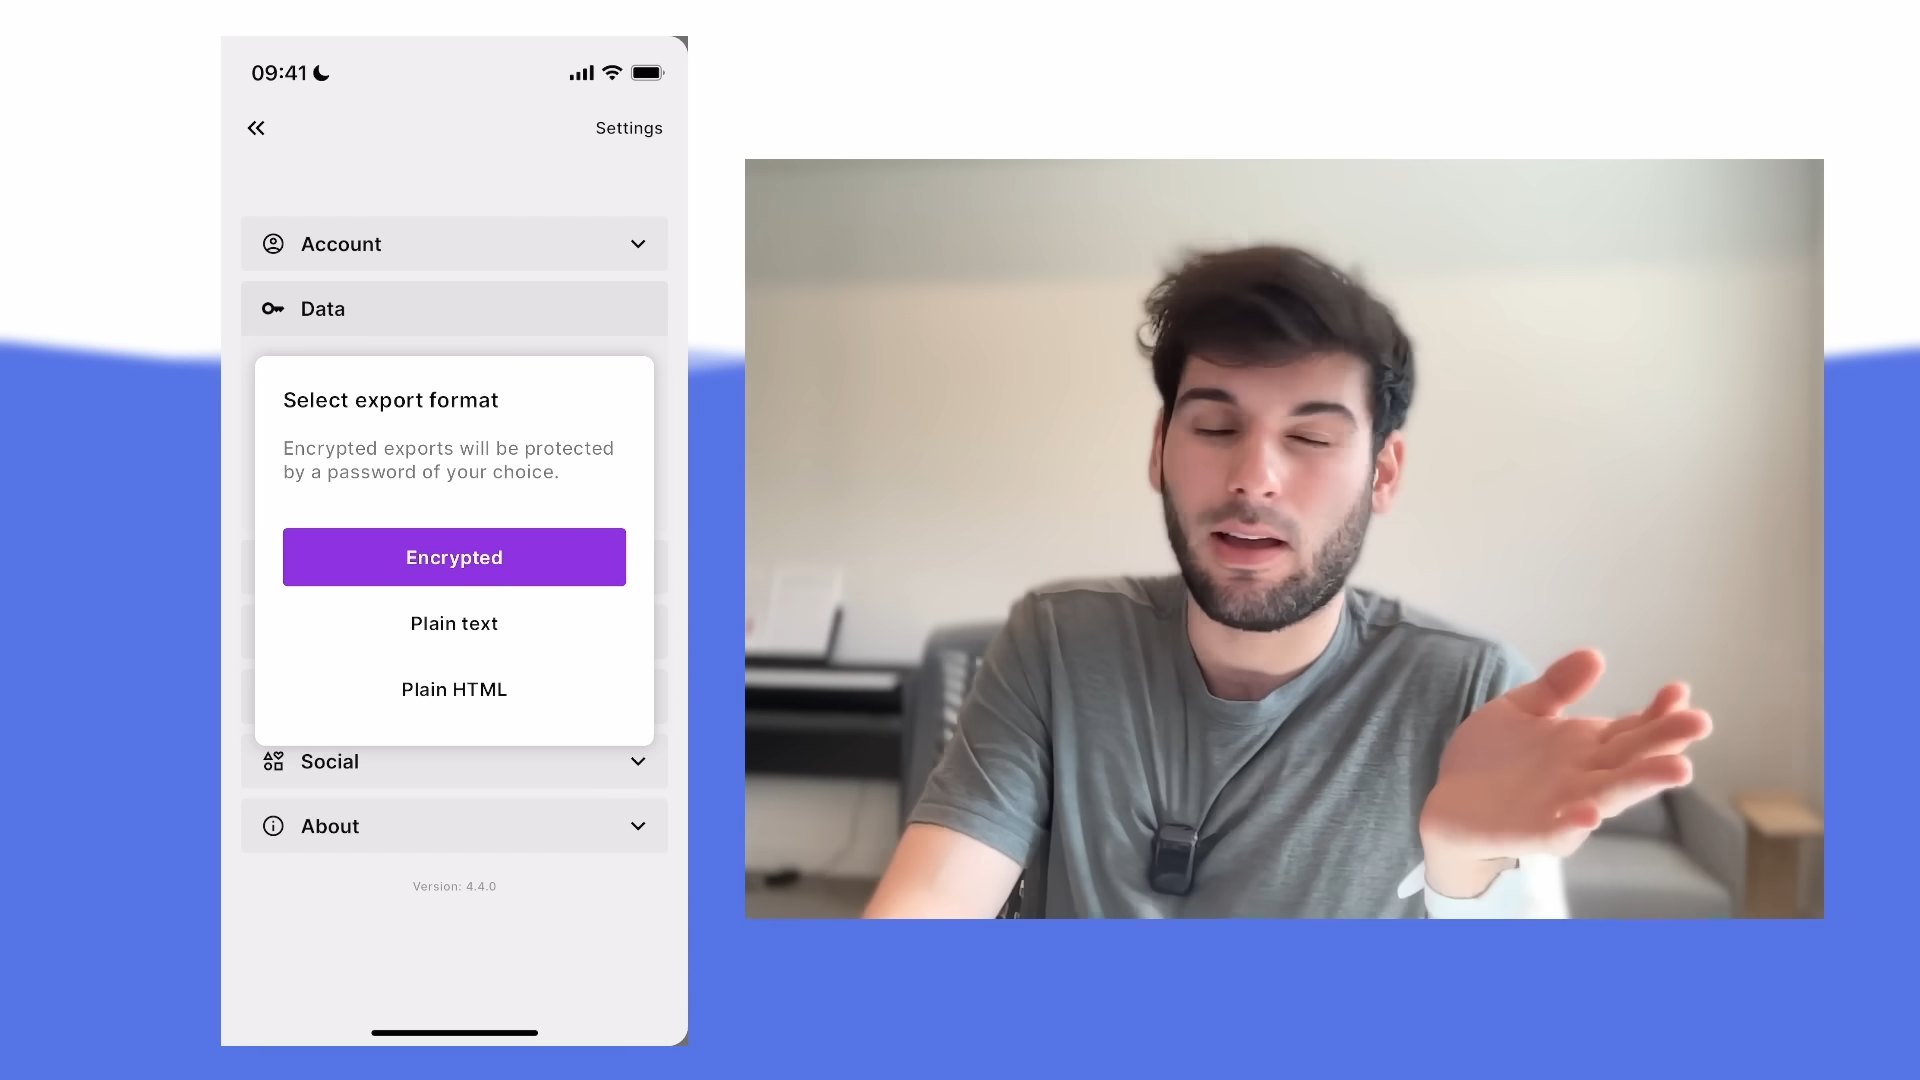 09:41
Settings
Account
Data
Select export format
Encrypted exports will be protected
by a password of your choice.
Encrypted
Plain text
Plain HTML
Social
About
Version: 4.4.0